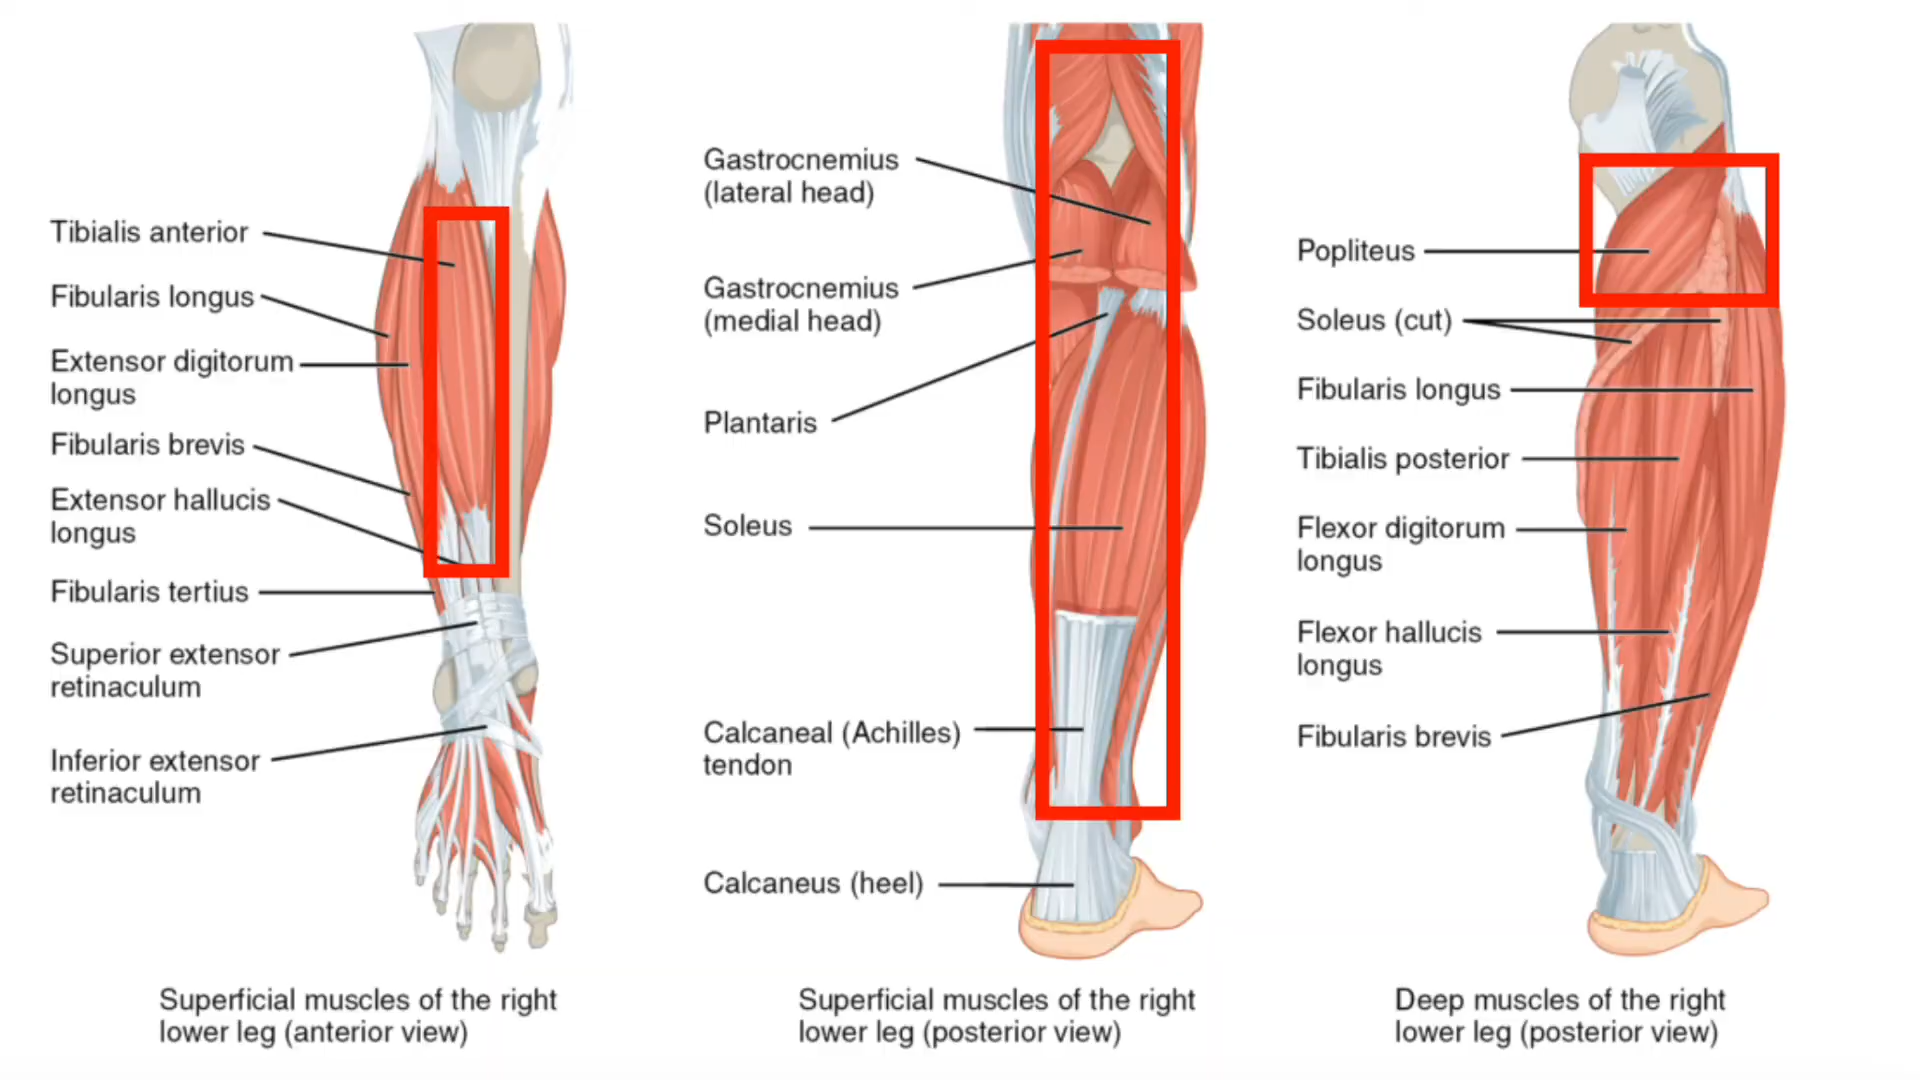 Tibialis anterior
Fibularis longus
Extensor digitorum
longus
Fibularis brevis
Extensor hallucis
longus
Fibularis tertius
Superior extensor
retinaculum
Inferior extensor
retinaculum
Superficial muscles of the right
lower leg (anterior view)
Gastrocnemius
(lateral head)
Gastrocnemius
(medial head)
Plantaris
Soleus
Calcaneal (Achilles)
tendon
Calcaneus (heel)
Superficial muscles of the right
lower leg (posterior view)
Popliteus
Soleus (cut)
Fibularis longus
Tibialis posterior
Flexor digitorum
longus
Flexor hallucis
longus
Fibularis brevis
Deep muscles of the right
lower leg (posterior view)